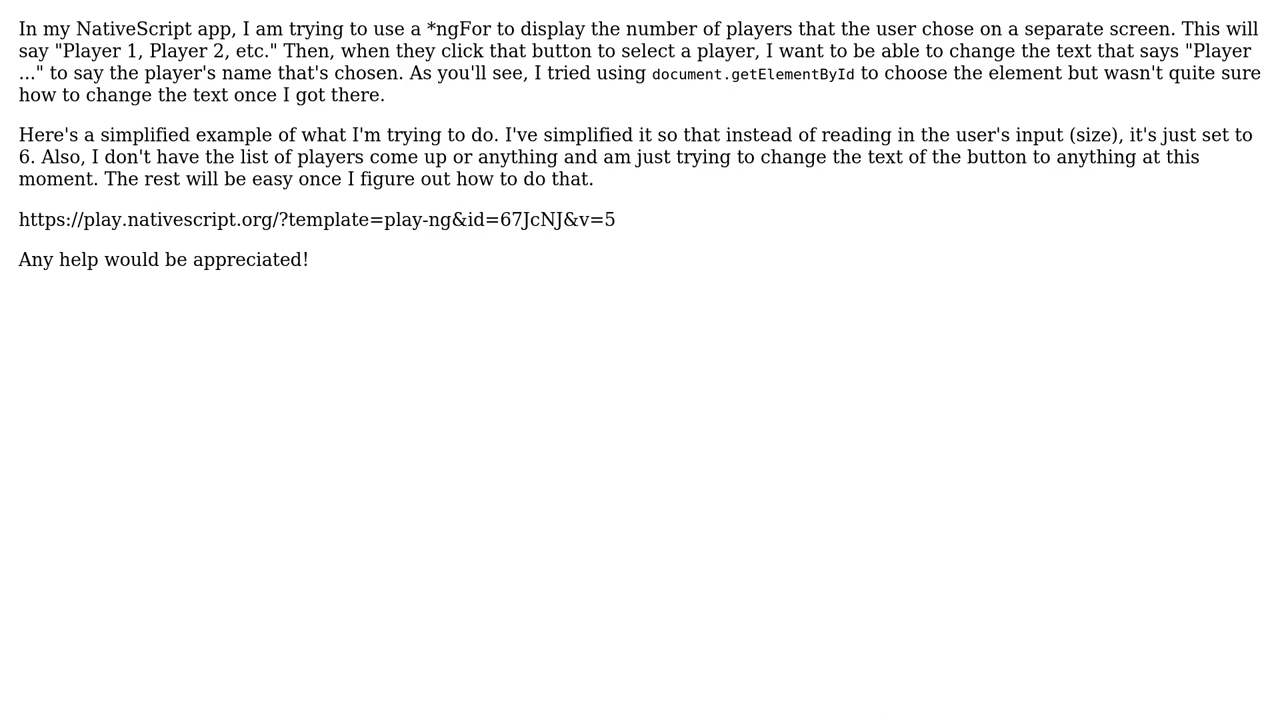 In my NativeScript app, I am trying to use a *ngFor to display the number of players that the user chose on a separate screen. This will
say "Player 1, Player 2, etc." Then, when they click that button to select a player, I want to be able to change the text that says "Player
..." to say the player's name that's chosen. As you'll see, I tried using document.getElementById to choose the element but wasn't quite sure
how to change the text once I got there.
Here's a simplified example of what I'm trying to do. I've simplified it so that instead of reading in the user's input (size), it's just set to
6. Also, I don't have the list of players come up or anything and am just trying to change the text of the button to anything at this
moment. The rest will be easy once I figure out how to do that.
https://play.nativescript.org/?template=play-ng&id=67JcNJ&v=5
Any help would be appreciated!